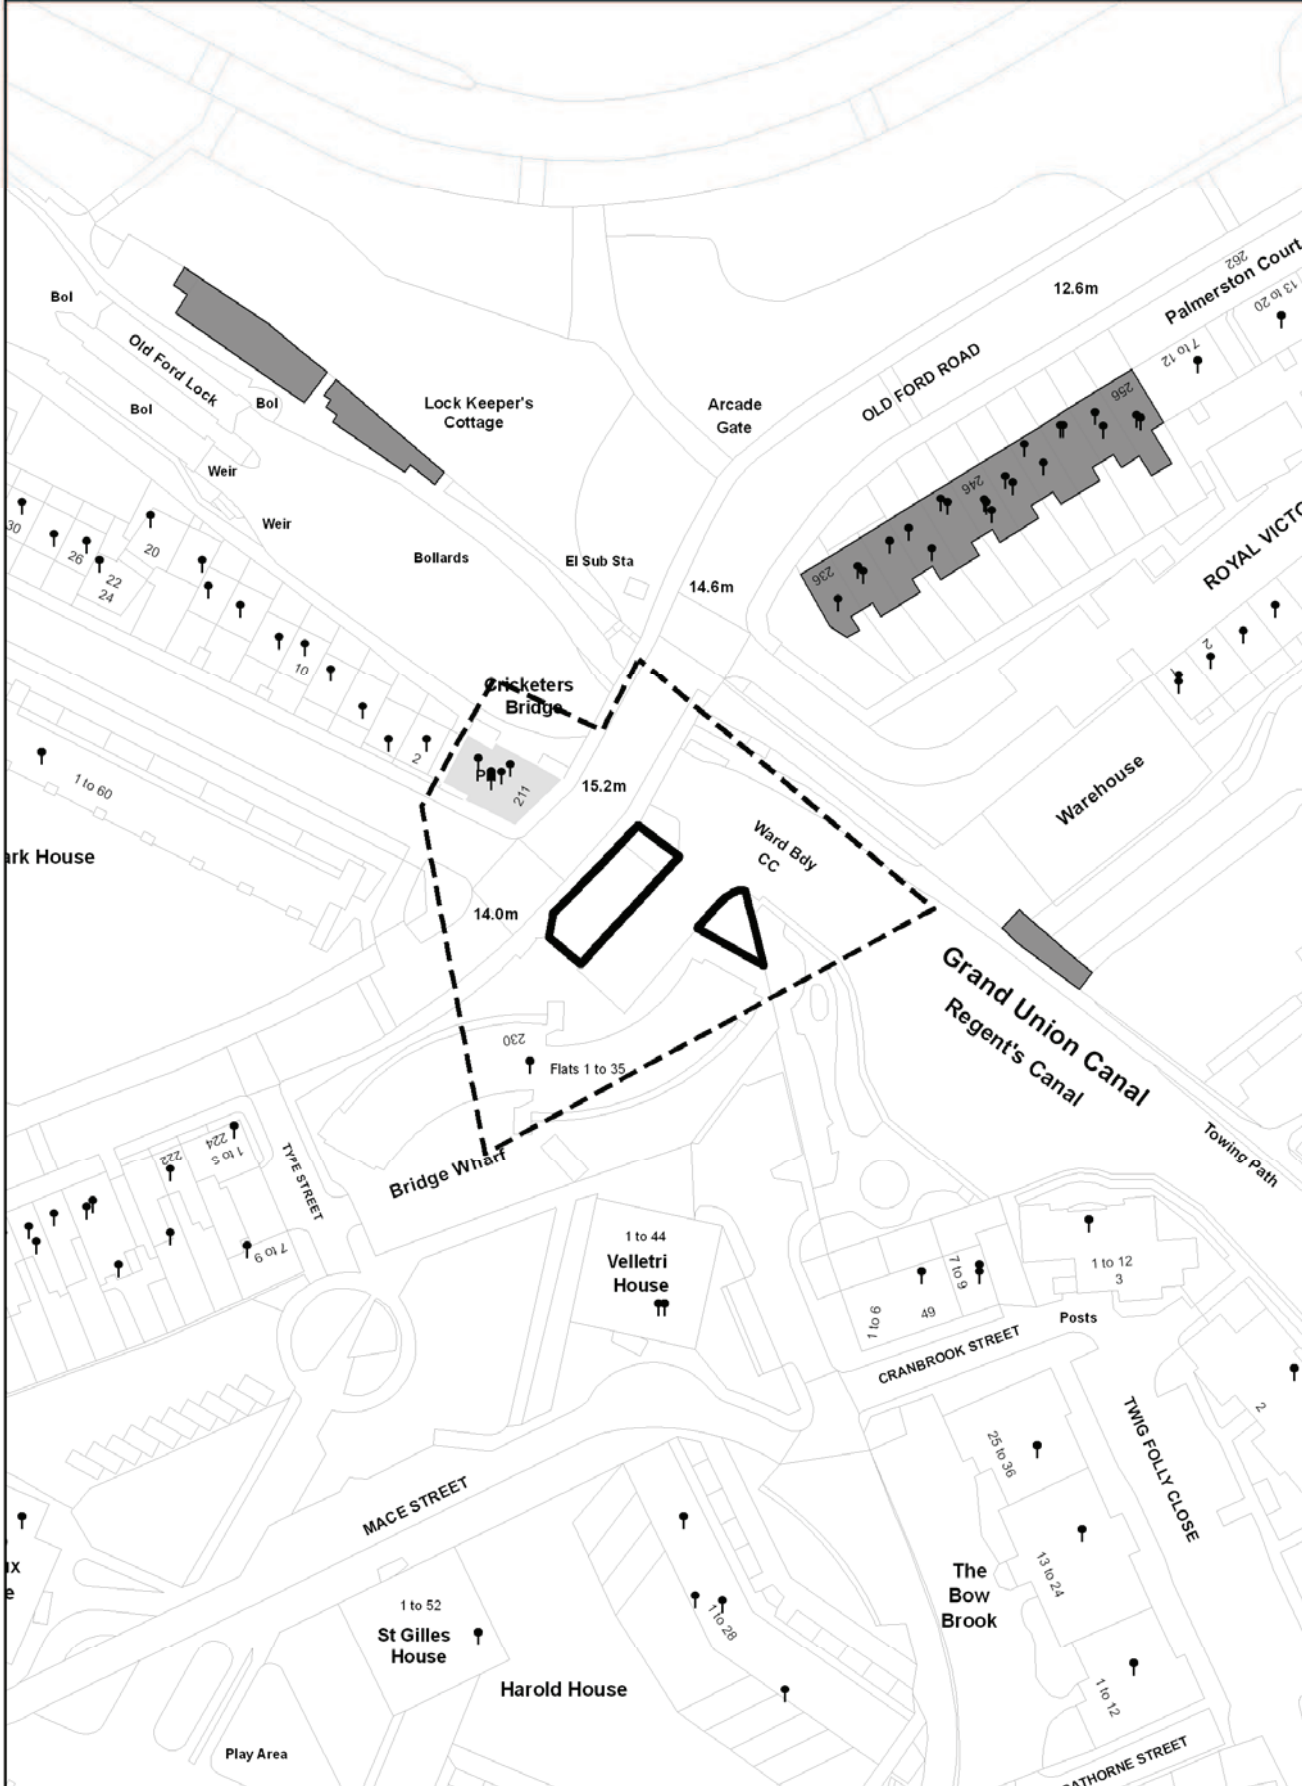 262
Palmerston Court
13 to 20
7 to 12
12.6m
Bol
Old Ford Lock
Bol
Bol
OLD FORD ROAD
256
Lock Keeper's
Cottage
Arcade
Gate
Weir
246
30
26
22
24
20
Weir
Bollards
El Sub Sta
14.6m
236
ROYAL VICTO
2
10
Cricketers
Bridge
2
211
15.2m
1 to 60
Warehouse
ark House
Ward Bdy
CC
14.0m
Grand Union Canal
Regent's Canal
230
Flats 1 to 35
Towing Path
224
222
TYPE STREET
Bridge Wharf
7 to 9
1 to 44
Velletri
House
7 to 9
1 to 12
3
1 to 6
49
Posts
CRANBROOK STREET
2
TWIG FOLLY CLOSE
25 to 36
MACE STREET
13 to 24
The
Bow
Brook
ix
e
1 to 52
St Gilles
House
1 to 28
Harold House
1 to 12
Play Area
ATHORNE STREET